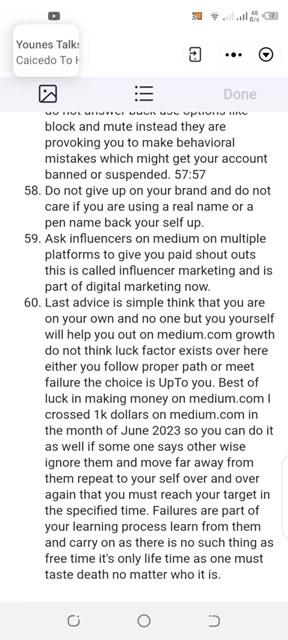 48
B/s
58
Younes Talks
Caicedo To H
Done
do not answer back use options like
block and mute instead they are
provoking you to make behavioral
mistakes which might get your account
banned or suspended. 57:57
58. Do not give up on your brand and do not
care if you are using a real name or a
pen name back your self up.
59. Ask influencers on medium on multiple
platforms to give you paid shout outs
this is called influencer marketing and is
part of digital marketing now.
60. Last advice is simple think that you are
on your own and no one but you yourself
will help you out on medium.com growth
do not think luck factor exists over here
either you follow proper path or meet
failure the choice is UpTo you. Best of
luck in making money on medium.com I
crossed 1k dollars on medium.com in
the month of June 2023 so you can do it
as well if some one says other wise
ignore them and move far away from
them repeat to your self over and over
again that you must reach your target in
the specified time. Failures are part of
your learning process learn from them
and carry on as there is no such thing as
free time it's only life time as one must
taste death no matter who it is.